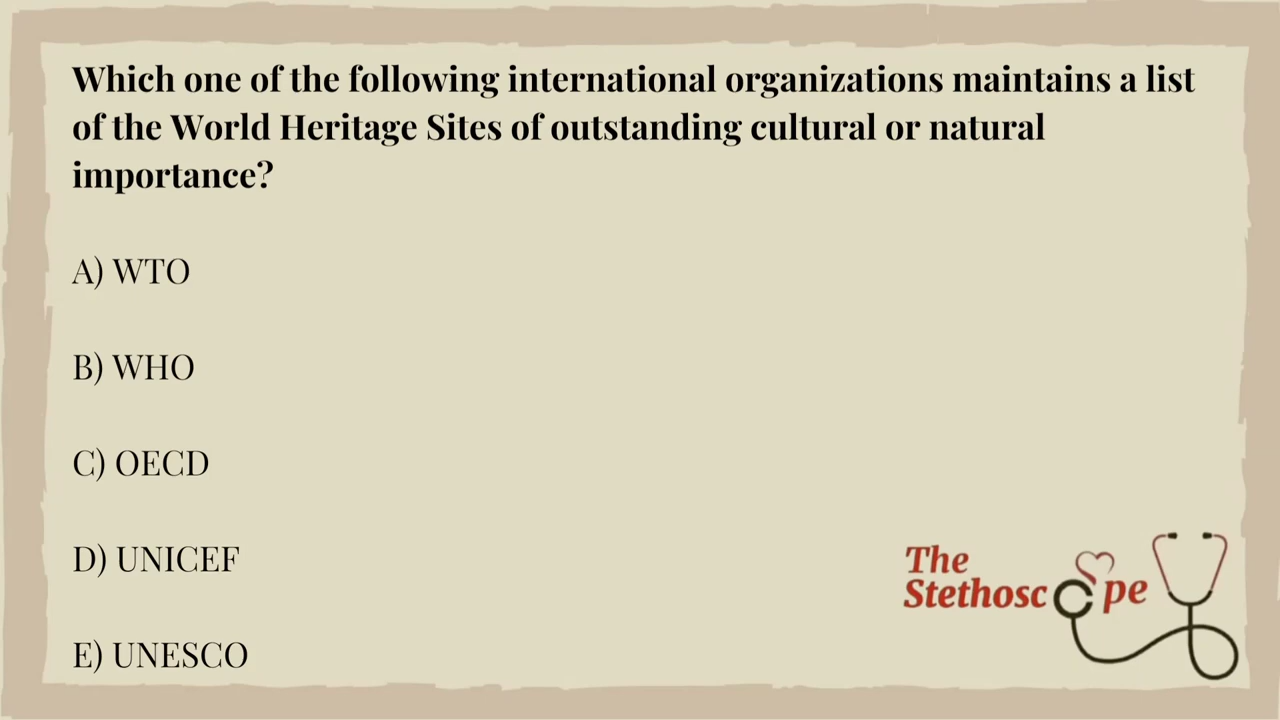 Which one of the following international organizations maintains a list
of the World Heritage Sites of outstanding cultural or natural
importance?
A) WTO
B) WHO
C) OECD
D) UNICEF
E) UNESCO
The
Stethoscope